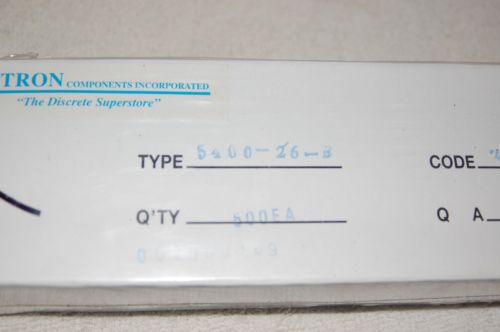 TRON COMPONENTS INCORPORATED
"The Discrete Superstore"
TYPE 5400-26-B CODE
Q'TY 500EA Q A